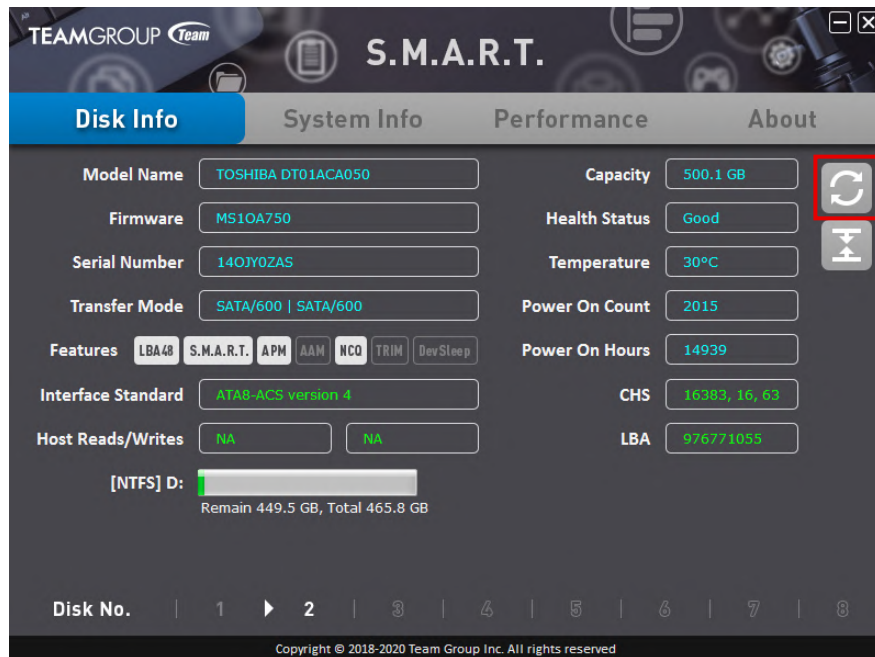 TEAMGROUP Team
S.M.A.R.T.
Disk Info System Info Performance About
Model Name TOSHIBA DT01ACA050 Capacity 500.1 GB
Firmware MS1OA750 Health Status Good
Serial Number 14OJY0ZAS Temperature 30°C
Transfer Mode SATA/600 | SATA/600 Power On Count 2015
Features LBA48 S.M.A.R.T. APM AAM NCQ TRIM DevSleep Power On Hours 14939
Interface Standard ATA8-ACS version 4 CHS 16383, 16, 63
Host Reads/Writes NA NA LBA 976771055
[NTFS] D:
Remain 449.5 GB, Total 465.8 GB
Disk No. | 1 ▶ 2 | 3 | 4 | 5 | 6 | 7 | 8
Copyright © 2018-2020 Team Group Inc. All rights reserved